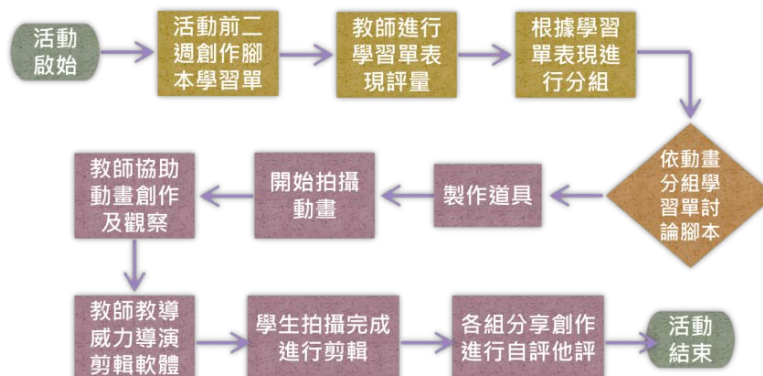 活動
啟始
活動前二
週創作腳
本學習單
教師進行
學習單表
現評量
根據學習
單表現進
行分組
依動畫
分組學
習單討
論腳本
製作道具
開始拍攝
動畫
教師協助
動畫創作
及觀察
教師教導
威力導演
剪輯軟體
學生拍攝完成
進行剪輯
各組分享創作
進行自評他評
活動
結束